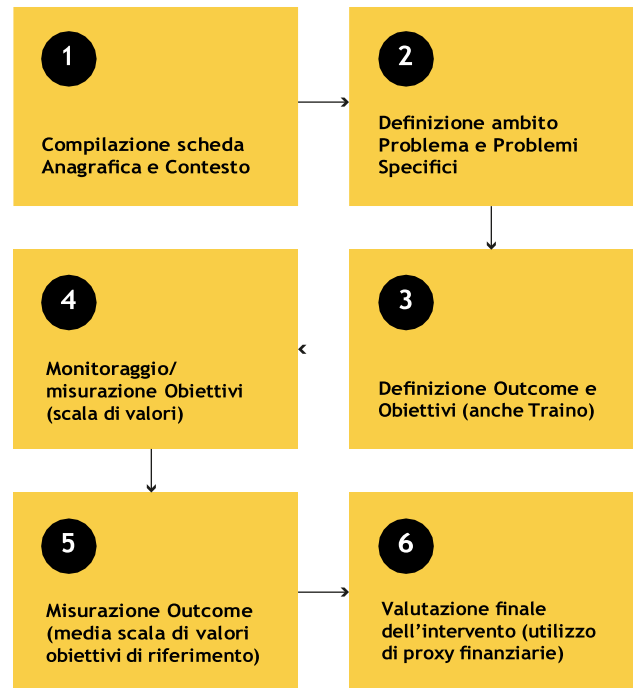 1
Compilazione scheda
Anagrafica e Contesto
2
Definizione ambito
Problema e Problemi
Specifici
3
Definizione Outcome e
Obiettivi (anche Traino)
4
Monitoraggio/
misurazione Obiettivi
(scala di valori)
5
Misurazione Outcome
(media scala di valori
obiettivi di riferimento)
6
Valutazione finale
dell’intervento (utilizzo
di proxy finanziarie)